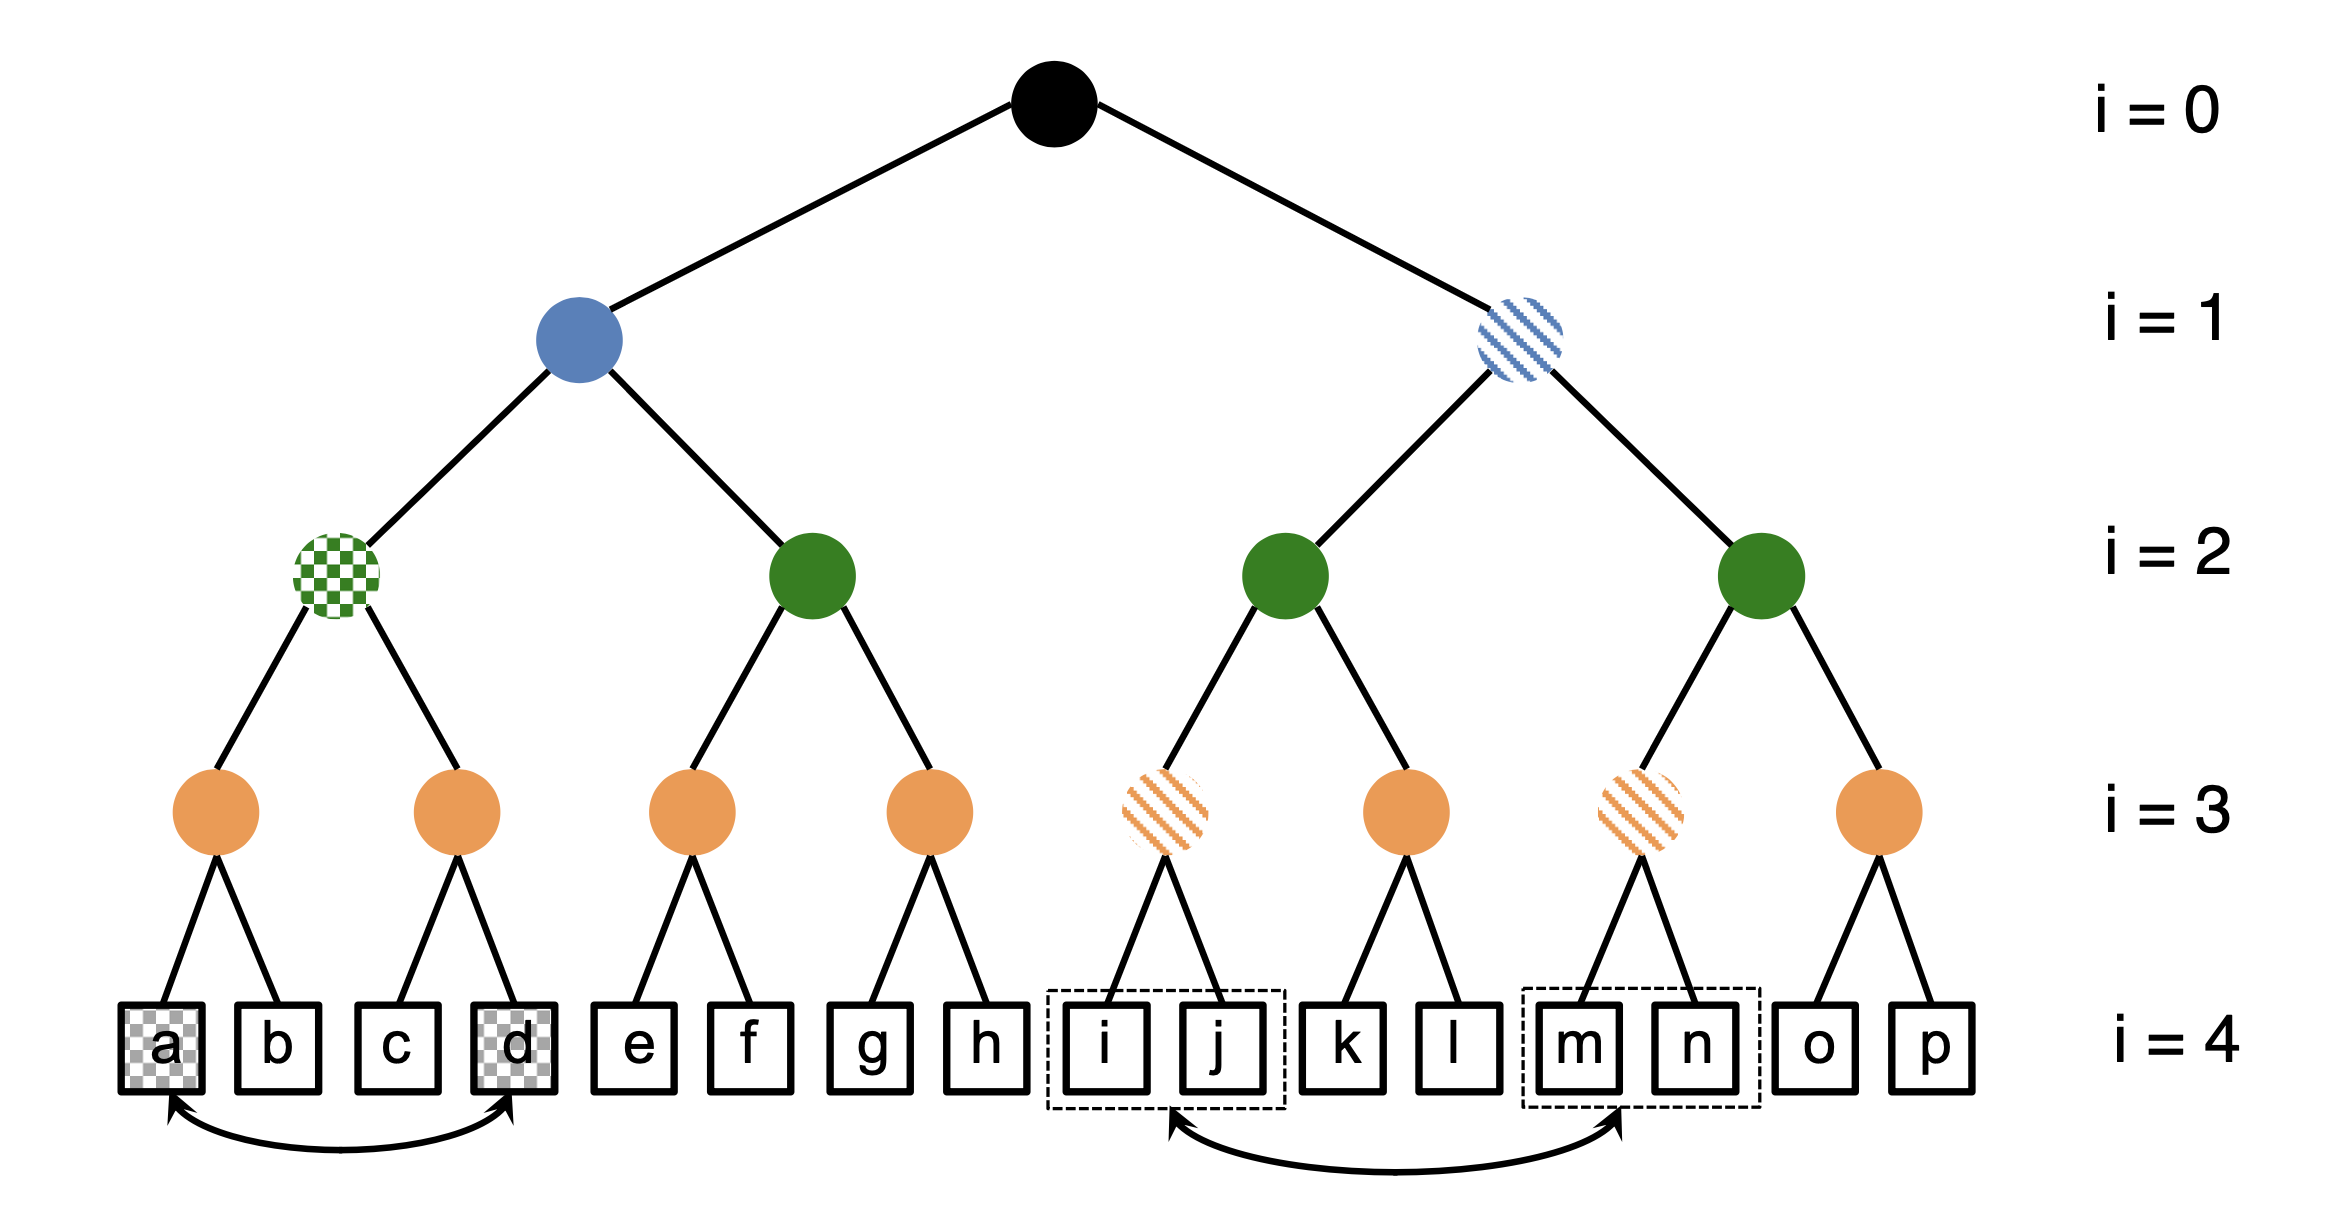 i = 0
i = 1
i = 2
i = 3
a b c d e f g h i j k l m n o p i = 4